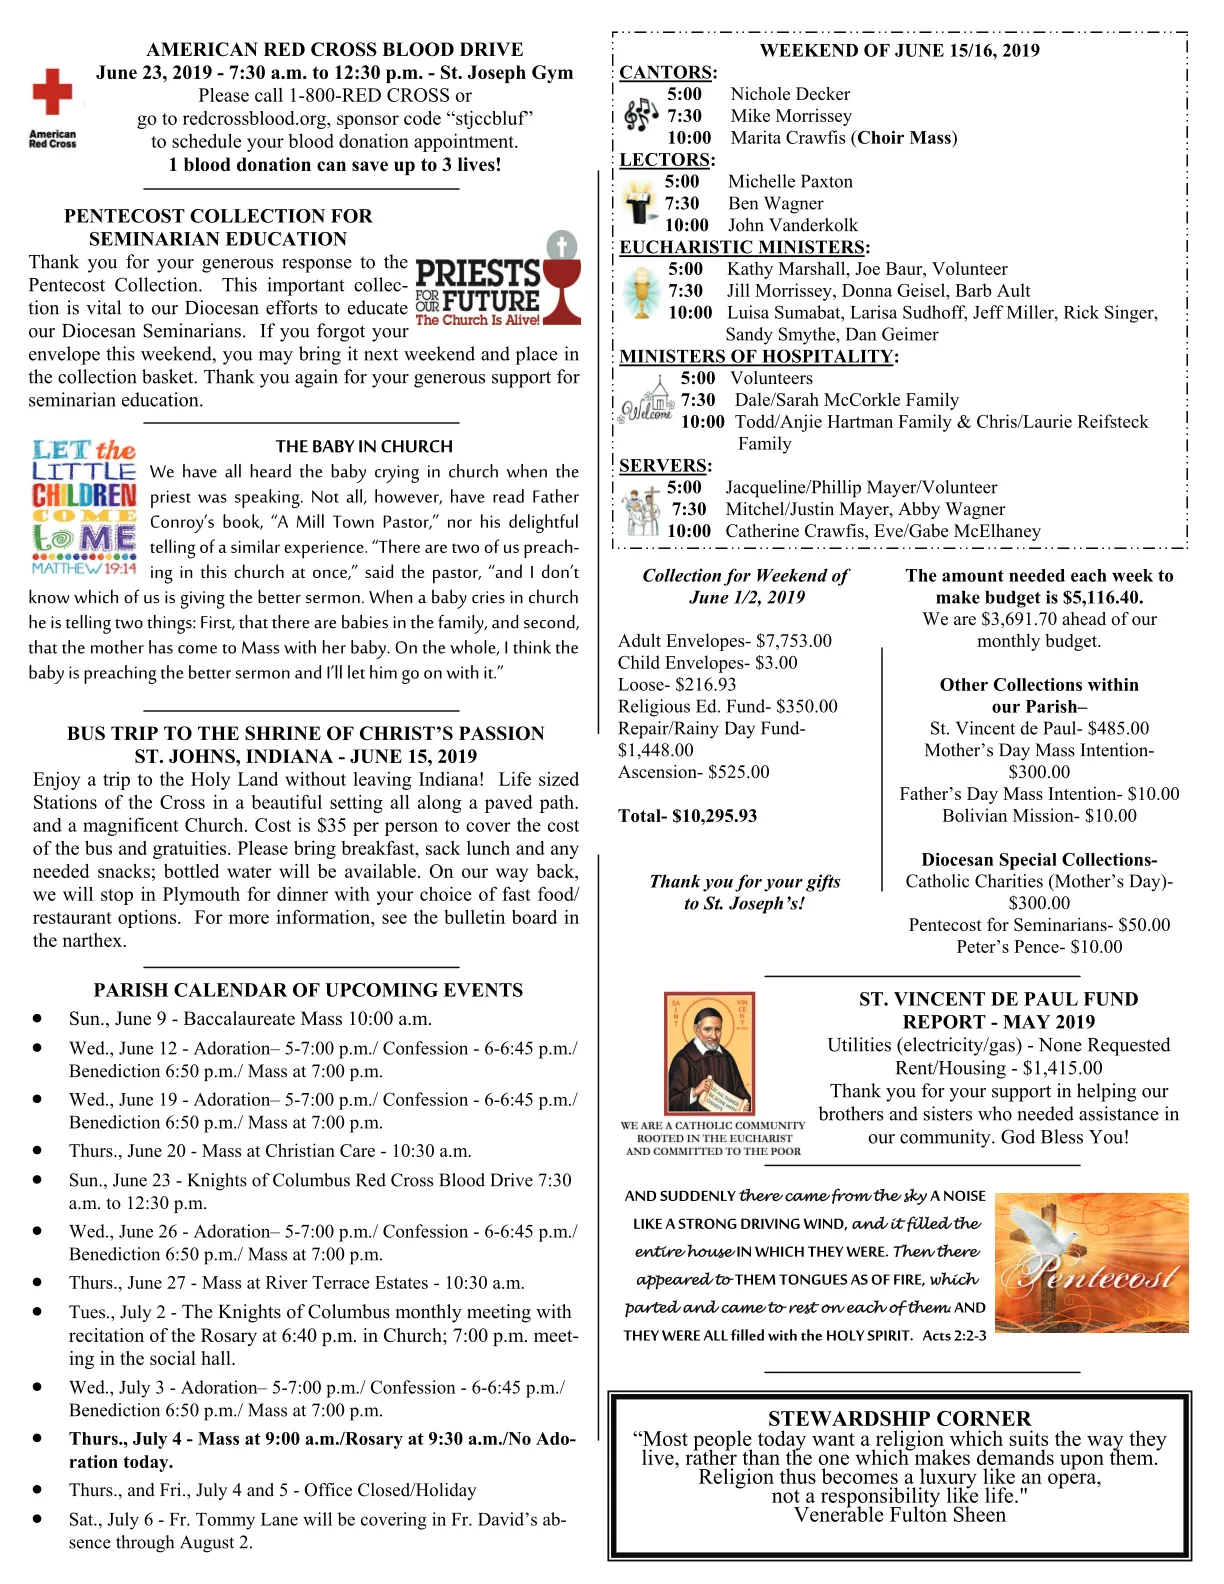 AMERICAN RED CROSS BLOOD DRIVE
June 23, 2019 - 7:30 a.m. to 12:30 p.m. - St. Joseph Gym
Please call 1-800-RED CROSS or
go to redcrossblood.org, sponsor code “stjccbluf”
to schedule your blood donation appointment.
1 blood donation can save up to 3 lives!
American
Red Cross
PENTECOST COLLECTION FOR
SEMINARIAN EDUCATION
Thank you for your generous response to the
Pentecost Collection. This important collec-
tion is vital to our Diocesan efforts to educate
our Diocesan Seminarians. If you forgot your
envelope this weekend, you may bring it next weekend and place in
the collection basket. Thank you again for your generous support for
seminarian education.
PRIESTS
FOR OUR FUTURE
The Church Is Alive!
LET the
LITTLE
CHILDREN
COME
to ME
MATTHEW 19:14
THE BABY IN CHURCH
We have all heard the baby crying in church when the
priest was speaking. Not all, however, have read Father
Conroy’s book, “A Mill Town Pastor,” nor his delightful
telling of a similar experience. “There are two of us preach-
ing in this church at once,” said the pastor, “and I don’t
know which of us is giving the better sermon. When a baby cries in church
he is telling two things: First, that there are babies in the family, and second,
that the mother has come to Mass with her baby. On the whole, I think the
baby is preaching the better sermon and I’ll let him go on with it.”
BUS TRIP TO THE SHRINE OF CHRIST’S PASSION
ST. JOHNS, INDIANA - JUNE 15, 2019
Enjoy a trip to the Holy Land without leaving Indiana! Life sized
Stations of the Cross in a beautiful setting all along a paved path.
and a magnificent Church. Cost is $35 per person to cover the cost
of the bus and gratuities. Please bring breakfast, sack lunch and any
needed snacks; bottled water will be available. On our way back,
we will stop in Plymouth for dinner with your choice of fast food/
restaurant options. For more information, see the bulletin board in
the narthex.
PARISH CALENDAR OF UPCOMING EVENTS
● Sun., June 9 - Baccalaureate Mass 10:00 a.m.
● Wed., June 12 - Adoration– 5-7:00 p.m./ Confession - 6-6:45 p.m./
Benediction 6:50 p.m./ Mass at 7:00 p.m.
● Wed., June 19 - Adoration– 5-7:00 p.m./ Confession - 6-6:45 p.m./
Benediction 6:50 p.m./ Mass at 7:00 p.m.
● Thurs., June 20 - Mass at Christian Care - 10:30 a.m.
● Sun., June 23 - Knights of Columbus Red Cross Blood Drive 7:30
a.m. to 12:30 p.m.
● Wed., June 26 - Adoration– 5-7:00 p.m./ Confession - 6-6:45 p.m./
Benediction 6:50 p.m./ Mass at 7:00 p.m.
● Thurs., June 27 - Mass at River Terrace Estates - 10:30 a.m.
● Tues., July 2 - The Knights of Columbus monthly meeting with
recitation of the Rosary at 6:40 p.m. in Church; 7:00 p.m. meet-
ing in the social hall.
● Wed., July 3 - Adoration– 5-7:00 p.m./ Confession - 6-6:45 p.m./
Benediction 6:50 p.m./ Mass at 7:00 p.m.
● Thurs., July 4 - Mass at 9:00 a.m./Rosary at 9:30 a.m./No Ado-
ration today.
● Thurs., and Fri., July 4 and 5 - Office Closed/Holiday
● Sat., July 6 - Fr. Tommy Lane will be covering in Fr. David’s ab-
sence through August 2.
WEEKEND OF JUNE 15/16, 2019
CANTORS:
5:00 Nichole Decker
7:30 Mike Morrissey
10:00 Marita Crawfis (Choir Mass)
LECTORS:
5:00 Michelle Paxton
7:30 Ben Wagner
10:00 John Vanderkolk
EUCHARISTIC MINISTERS:
5:00 Kathy Marshall, Joe Baur, Volunteer
7:30 Jill Morrissey, Donna Geisel, Barb Ault
10:00 Luisa Sumabat, Larisa Sudhoff, Jeff Miller, Rick Singer,
Sandy Smythe, Dan Geimer
MINISTERS OF HOSPITALITY:
Welcome
5:00 Volunteers
7:30 Dale/Sarah McCorkle Family
10:00 Todd/Anjie Hartman Family & Chris/Laurie Reifsteck
Family
SERVERS:
5:00 Jacqueline/Phillip Mayer/Volunteer
7:30 Mitchel/Justin Mayer, Abby Wagner
10:00 Catherine Crawfis, Eve/Gabe McElhaney
Collection for Weekend of
June 1/2, 2019
Adult Envelopes- $7,753.00
Child Envelopes- $3.00
Loose- $216.93
Religious Ed. Fund- $350.00
Repair/Rainy Day Fund-
$1,448.00
Ascension- $525.00
Total- $10,295.93
Thank you for your gifts
to St. Joseph’s!
The amount needed each week to
make budget is $5,116.40.
We are $3,691.70 ahead of our
monthly budget.
Other Collections within
our Parish–
St. Vincent de Paul- $485.00
Mother’s Day Mass Intention-
$300.00
Father’s Day Mass Intention- $10.00
Bolivian Mission- $10.00
Diocesan Special Collections-
Catholic Charities (Mother’s Day)-
$300.00
Pentecost for Seminarians- $50.00
Peter’s Pence- $10.00
SAINT VINCENT
WE ARE A CATHOLIC COMMUNITY
ROOTED IN THE EUCHARIST
AND COMMITTED TO THE POOR
ST. VINCENT DE PAUL FUND
REPORT - MAY 2019
Utilities (electricity/gas) - None Requested
Rent/Housing - $1,415.00
Thank you for your support in helping our
brothers and sisters who needed assistance in
our community. God Bless You!
AND SUDDENLY there came from the sky A NOISE
LIKE A STRONG DRIVING WIND, and it filled the
entire house IN WHICH THEY WERE. Then there
appeared to THEM TONGUES AS OF FIRE, which
parted and came to rest on each of them. AND
THEY WERE ALL filled with the HOLY SPIRIT. Acts 2:2-3
Pentecost
STEWARDSHIP CORNER
“Most people today want a religion which suits the way they
live, rather than the one which makes demands upon them.
Religion thus becomes a luxury like an opera,
not a responsibility like life."
Venerable Fulton Sheen